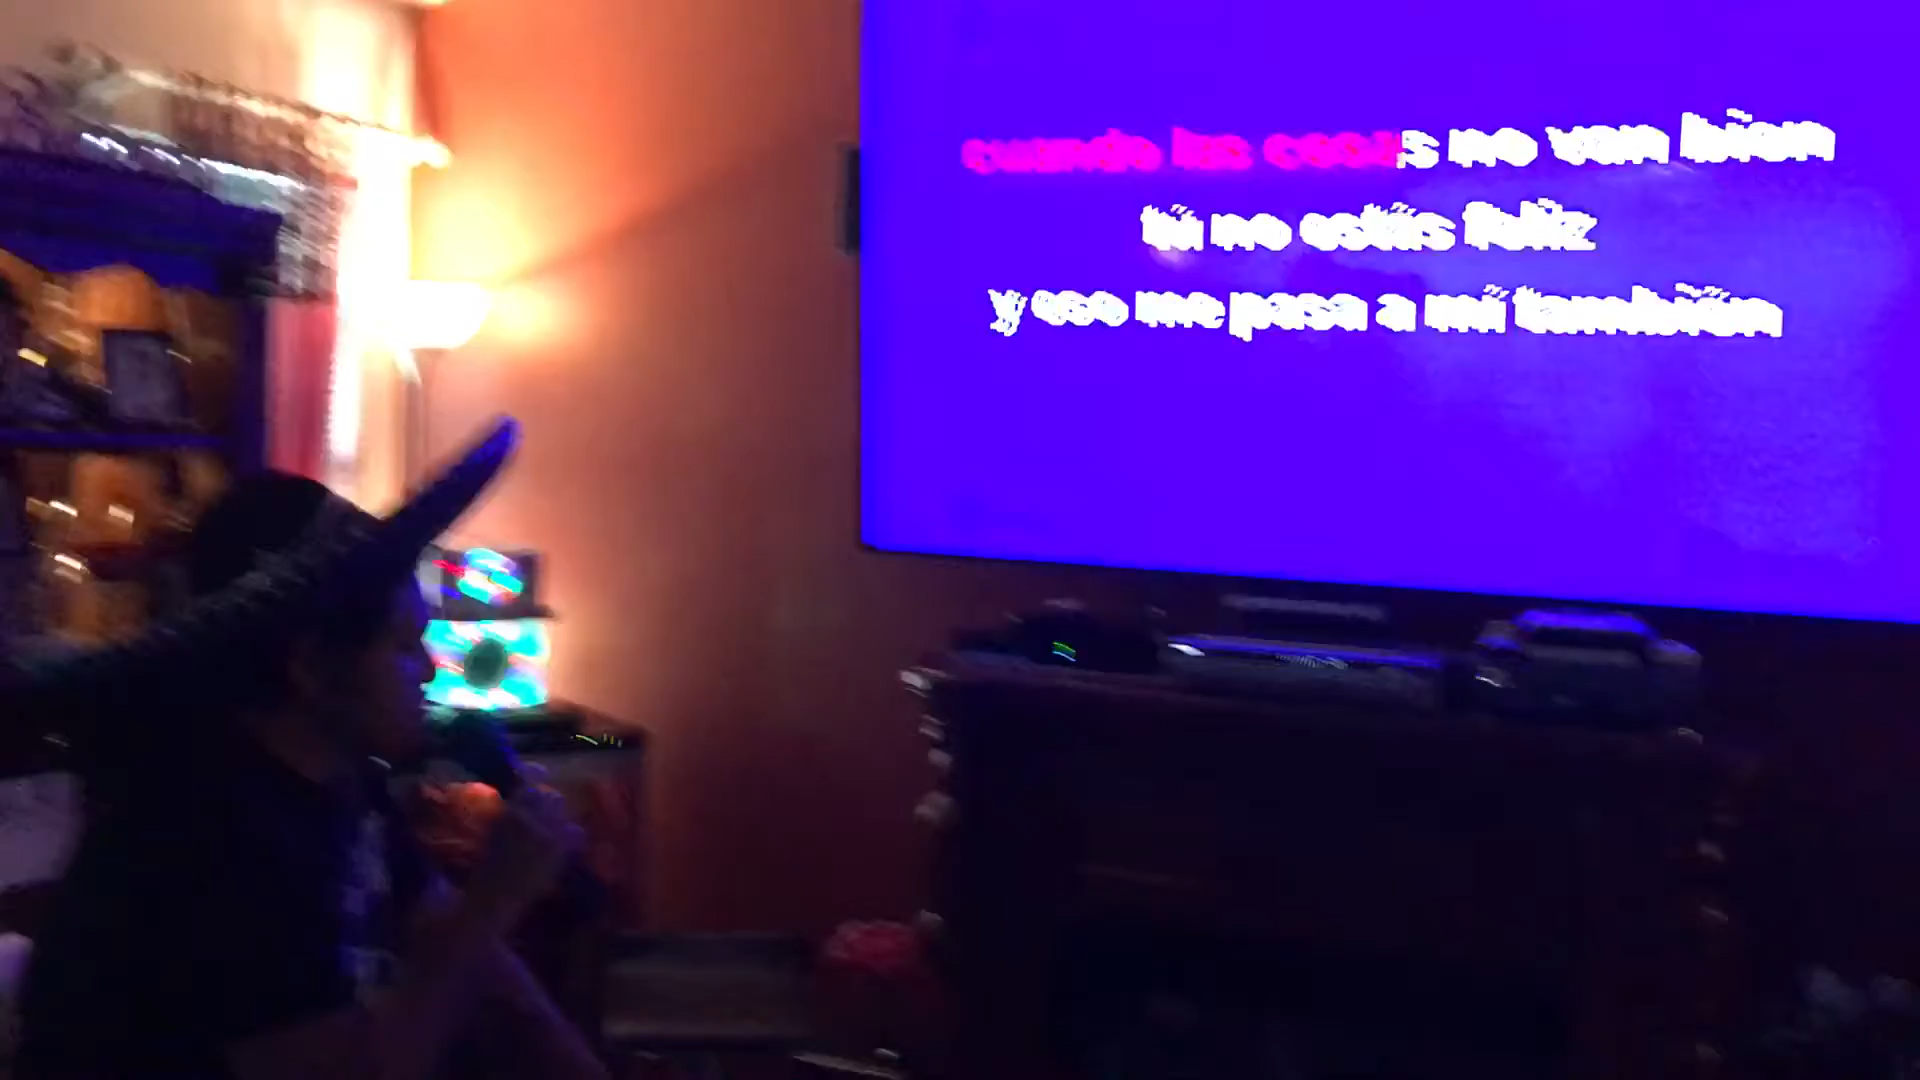 cuando las cosas no van bien
tú no estás feliz
y eso me pasa a mí también